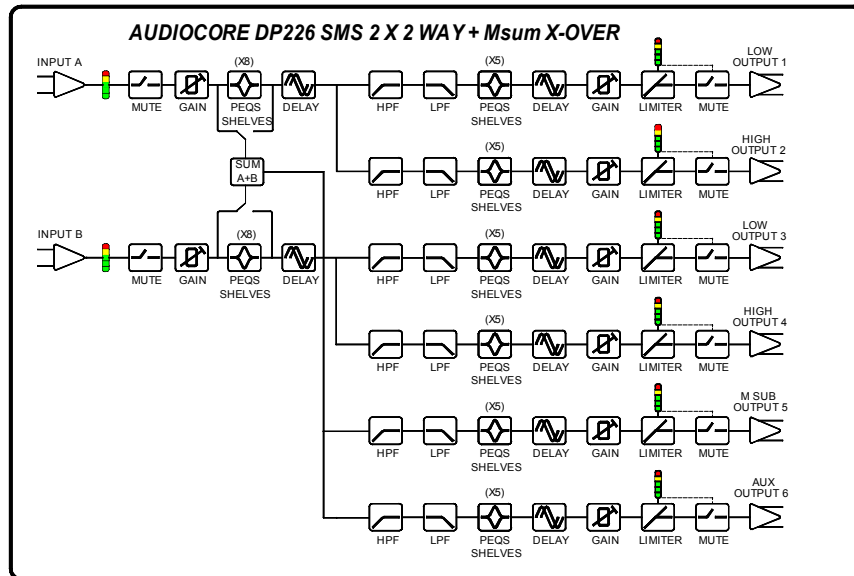 AUDIOCORE DP226 SMS 2 X 2 WAY + Msum X-OVER
INPUT A
(X8)
(X5)
LOW
OUTPUT 1
MUTE
GAIN
PEQS
SHELVES
DELAY
HPF
LPF
PEQS
SHELVES
DELAY
GAIN
LIMITER
MUTE
SUM
A+B
(X5)
HIGH
OUTPUT 2
HPF
LPF
PEQS
SHELVES
DELAY
GAIN
LIMITER
MUTE
INPUT B
(X8)
(X5)
LOW
OUTPUT 3
MUTE
GAIN
PEQS
SHELVES
DELAY
HPF
LPF
PEQS
SHELVES
DELAY
GAIN
LIMITER
MUTE
(X5)
HIGH
OUTPUT 4
HPF
LPF
PEQS
SHELVES
DELAY
GAIN
LIMITER
MUTE
(X5)
M SUB
OUTPUT 5
HPF
LPF
PEQS
SHELVES
DELAY
GAIN
LIMITER
MUTE
(X5)
AUX
OUTPUT 6
HPF
LPF
PEQS
SHELVES
DELAY
GAIN
LIMITER
MUTE